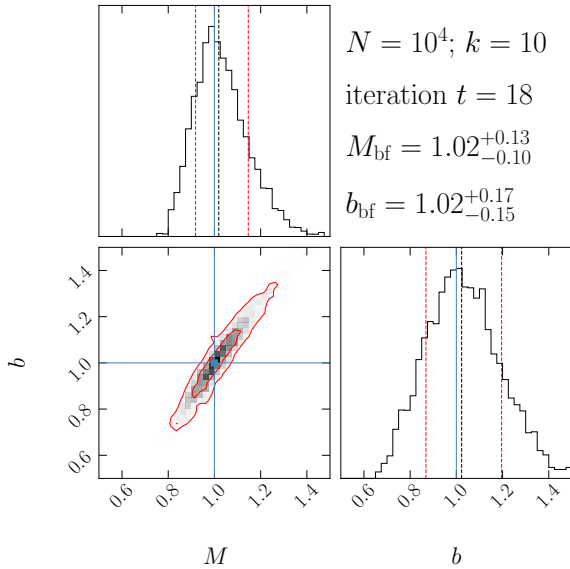 N = 10^4; k = 10
iteration t = 18
M_bf = 1.02^{+0.13}_{-0.10}
b_bf = 1.02^{+0.17}_{-0.15}
1.4
1.2
1.0
0.8
0.6
b
0.6 0.8 1.0 1.2 1.4
0.6 0.8 1.0 1.2 1.4
M b